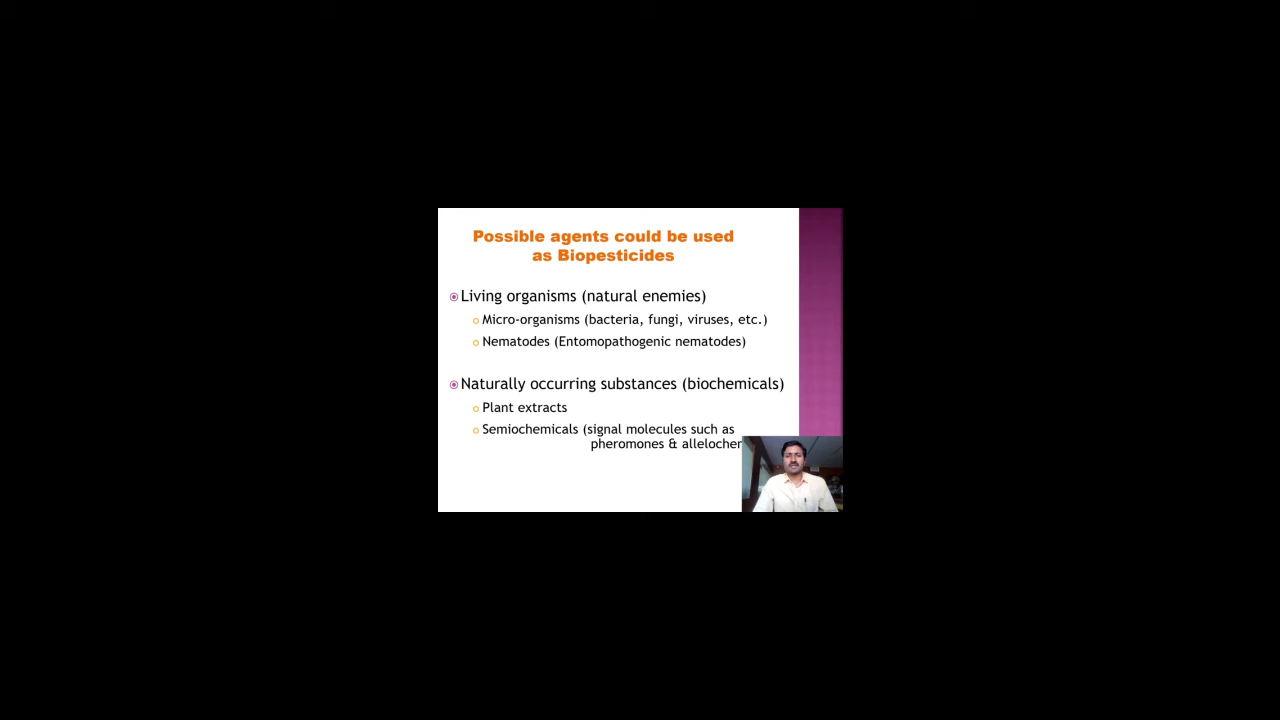 Possible agents could be used
as Biopesticides
Living organisms (natural enemies)
Micro-organisms (bacteria, fungi, viruses, etc.)
Nematodes (Entomopathogenic nematodes)
Naturally occurring substances (biochemicals)
Plant extracts
Semiochemicals (signal molecules such as
pheromones &